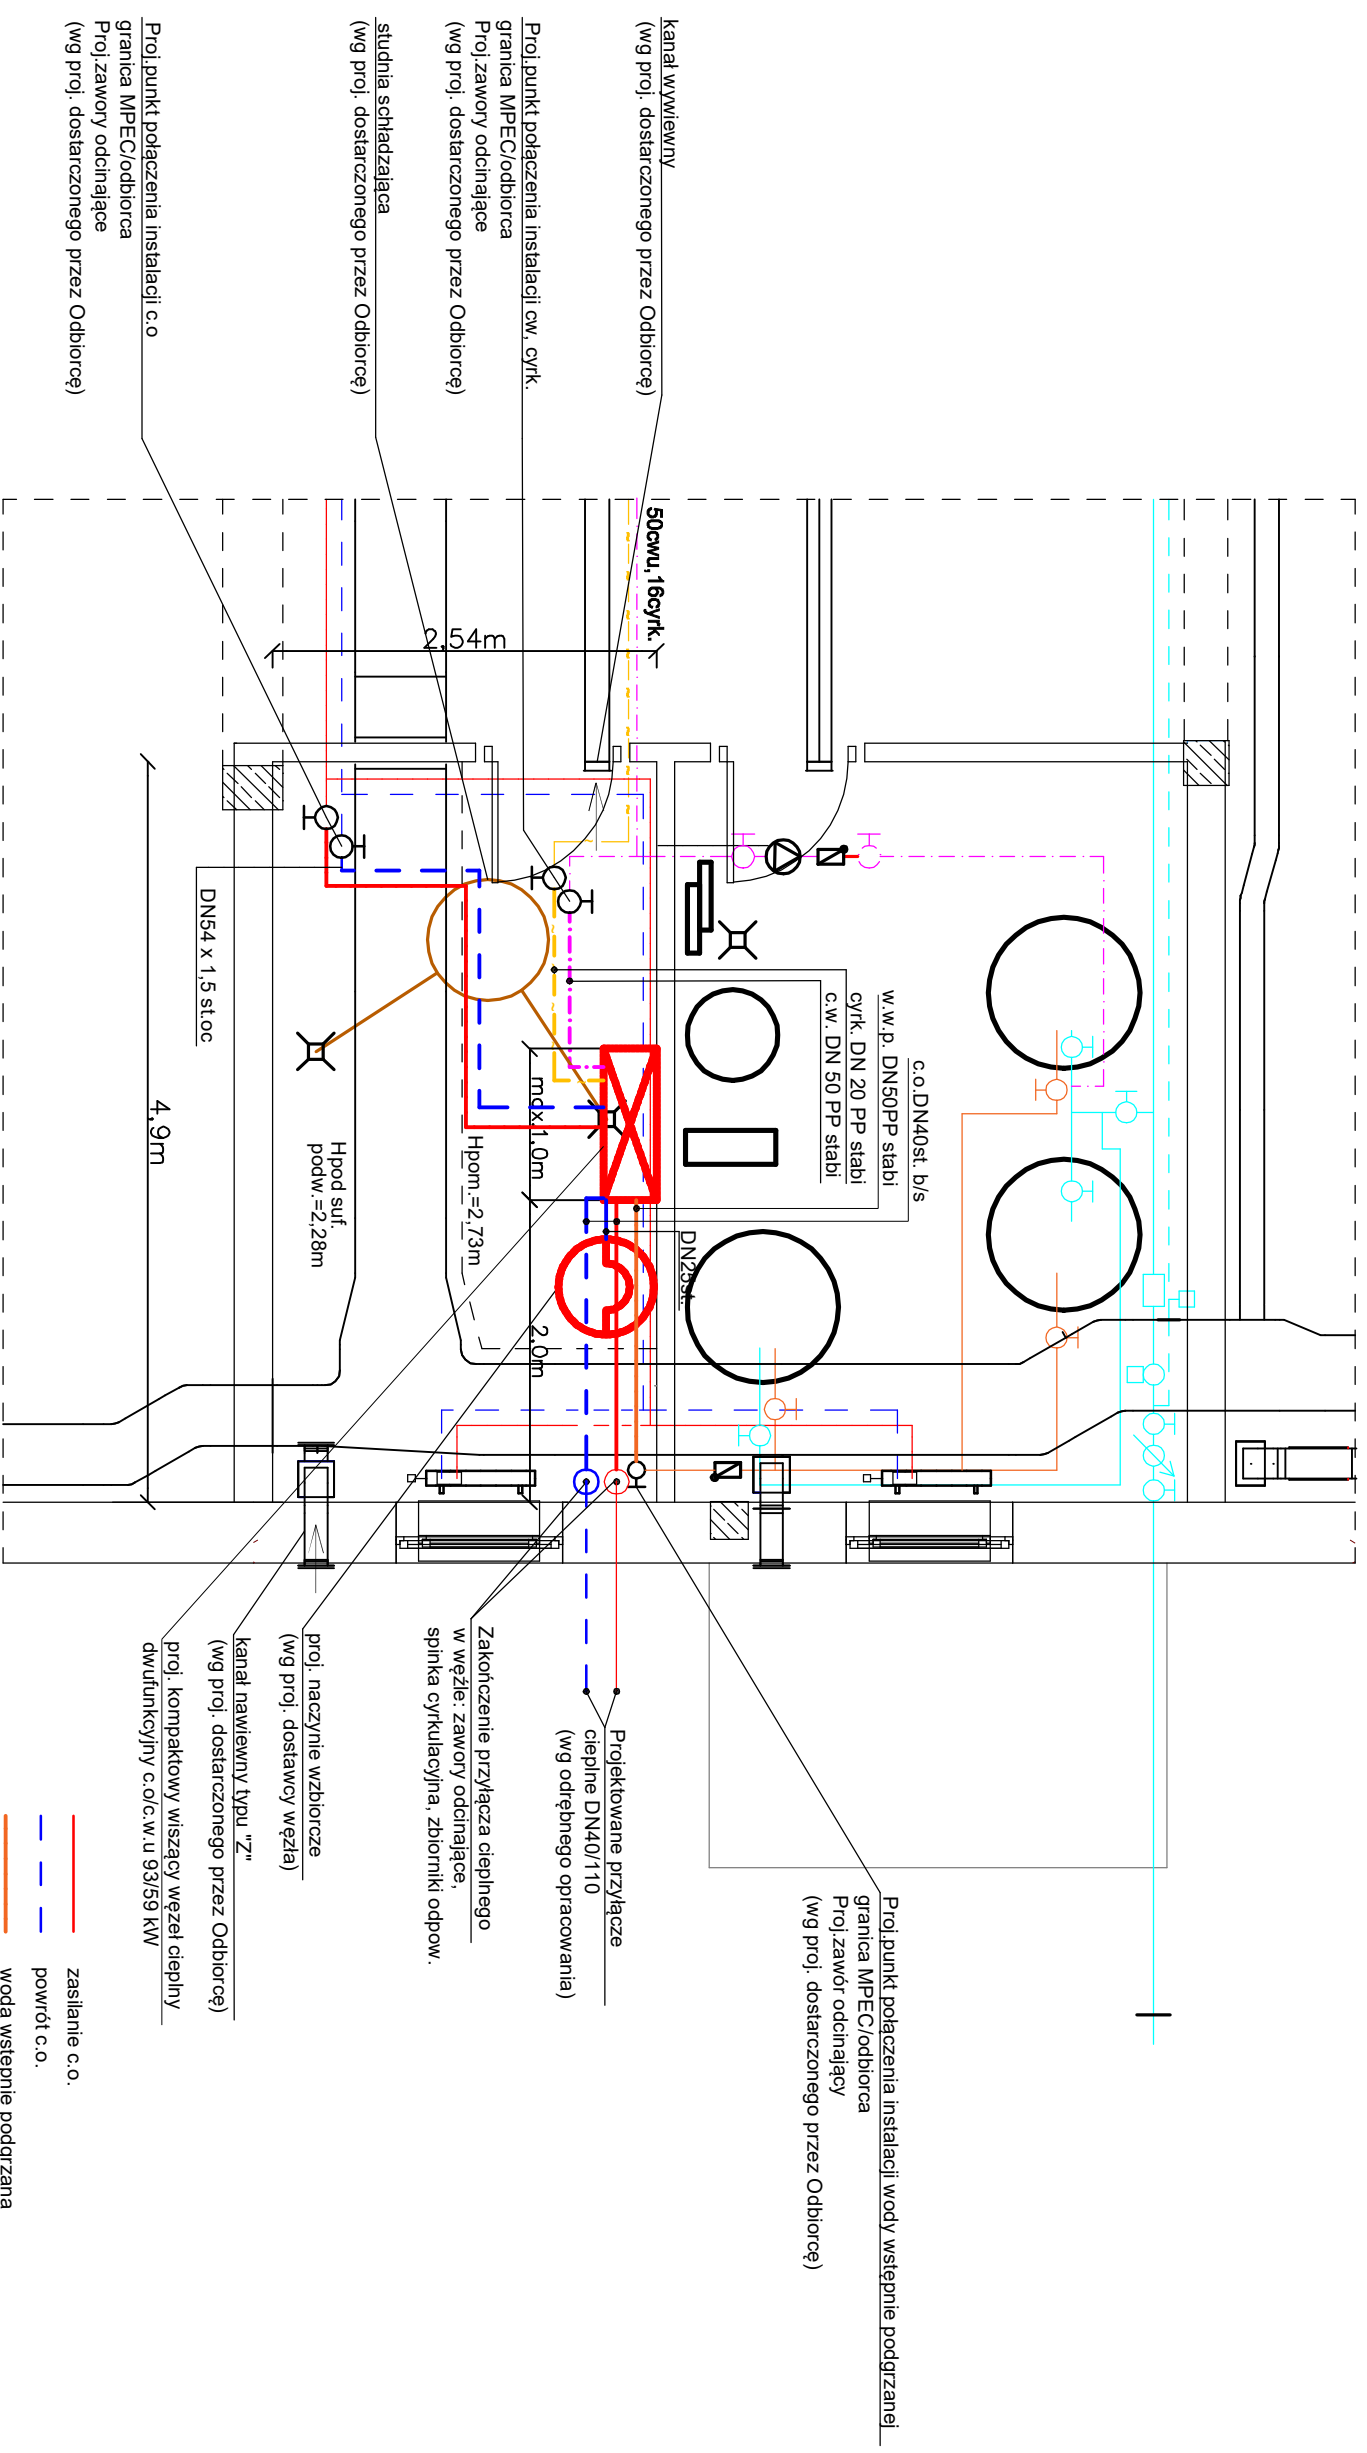 kanał wywiewny
(wg proj. dostarczonego przez Odbiorcę)
Proj.punkt połączenia instalacji cw, cyrk.
granica MPEC/odbiorca
Proj.zawory odcinające
(wg proj. dostarczonego przez Odbiorcę)
studnia schładzająca
(wg proj. dostarczonego przez Odbiorcę)
Proj.punkt połączenia instalacji c.o
granica MPEC/odbiorca
Proj.zawory odcinające
(wg proj. dostarczonego przez Odbiorcę)
50cwu,16cyrk.
2,54m
DN54 x 1,5 st.oc
4,9m
c.o.DN40st. b/s
w.w.p. DN50PP stabi
cyrk. DN 20 PP stabi
c.w. DN 50 PP stabi
max.1,0m
Hpom.=2,73m
Hpod suf.
podw.=2,28m
DN25st.
2,0m
Proj.punkt połączenia instalacji wody wstępnie podgrzanej
granica MPEC/odbiorca
Proj.zawór odcinający
(wg proj. dostarczonego przez Odbiorcę)
Projektowane przyłącze
cieplne DN40/110
(wg odrębnego opracowania)
Zakończenie przyłącza cieplnego
w węźle: zawory odcinające,
spinka cyrkulacyjna, zbiorniki odpow.
proj. naczynie wzbiorcze
(wg proj. dostawcy węzła)
kanał nawiewny typu "Z"
(wg proj. dostarczonego przez Odbiorcę)
proj. kompaktowy wiszący węzeł cieplny
dwufunkcyjny c.o/c.w.u 93/59 kW
zasilanie c.o.
powrót c.o.
woda wstępnie podgrzana